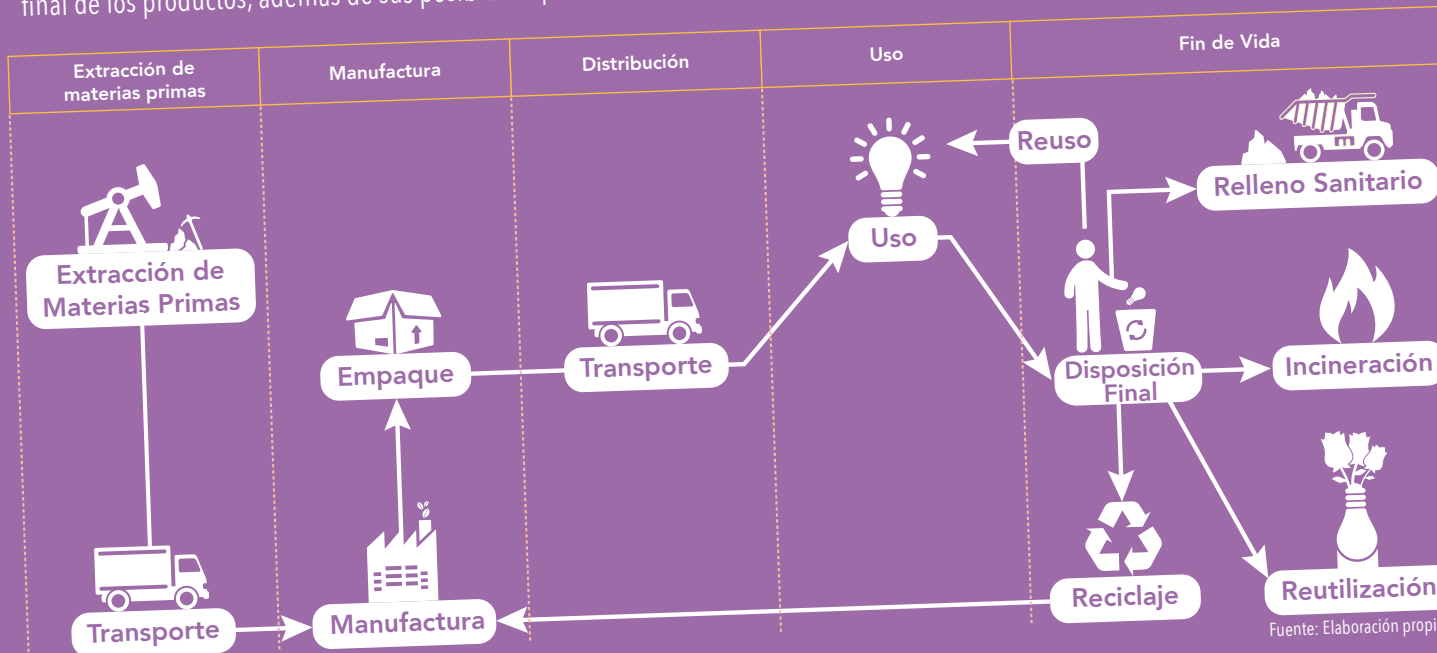 final de los productos, además de sus
Extracción de
materias primas
Manufactura
Distribución
Uso
Fin de Vida
Reuso
Relleno Sanitario
Uso
Extracción de
Materias Primas
Empaque
Transporte
Disposición
Final
Incineración
Transporte
Manufactura
Reciclaje
Reutilización
Fuente: Elaboración propi